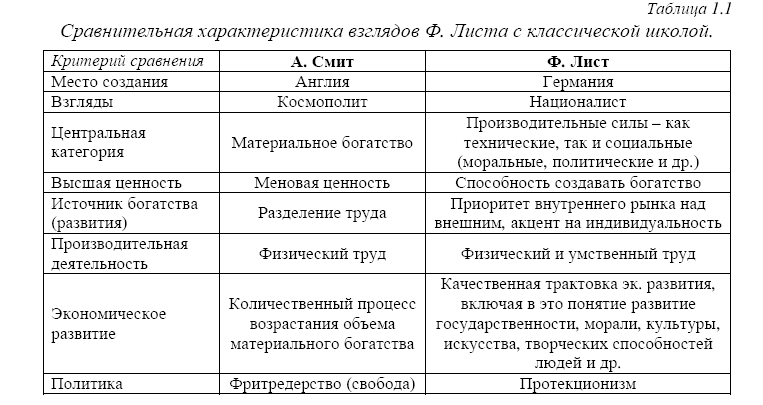 Таблица 1.1
Сравнительная характеристика взглядов Ф. Листа с классической школой.
Критерий сравнения А. Смит Ф. Лист
Место создания Англия Германия
Взгляды Космополит Националист
Центральная категория Материальное богатство Производительные силы – как технические, так и социальные (моральные, политические и др.)
Высшая ценность Меновая ценность Способность создавать богатство
Источник богатства (развития) Разделение труда Приоритет внутреннего рынка над внешним, акцент на индивидуальность
Производительная деятельность Физический труд Физический и умственный труд
Экономическое развитие Количественный процесс возрастания объема материального богатства Качественная трактовка эк. развития, включая в это понятие развитие государственности, морали, культуры, искусства, творческих способностей людей и др.
Политика Фритредерство (свобода) Протекционизм